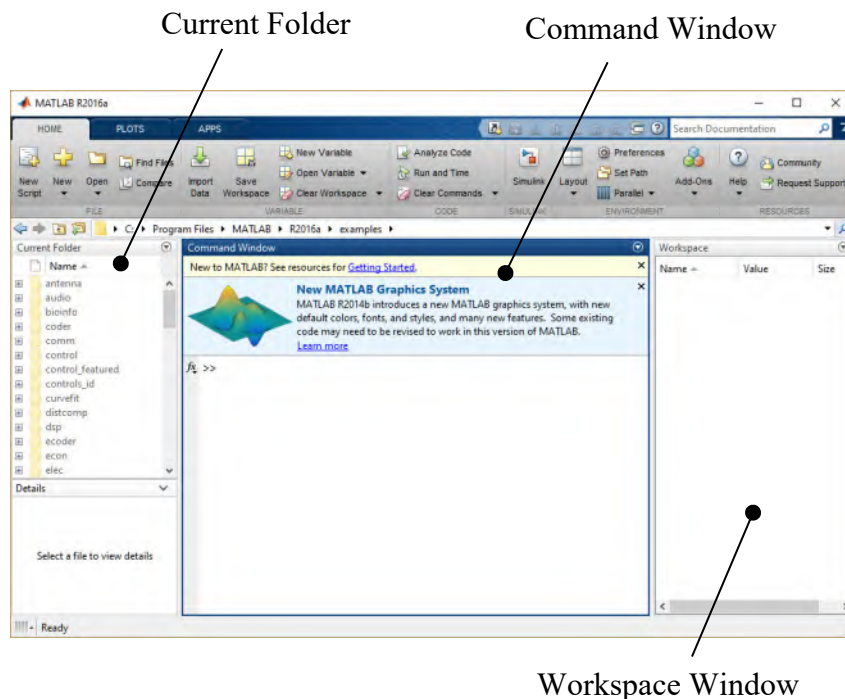 Current Folder
Command Window
MATLAB R2016a
HOME PLOTS APPS
Search Documentation
New Script
New
Open
Find Files
Compare
Import Data
Save Workspace
New Variable
Open Variable
Clear Workspace
Analyze Code
Run and Time
Clear Commands
Simulink
Layout
Preferences
Set Path
Parallel
Add-Ons
Help
Community
Request Support
FILE VARIABLE CODE SIMULINK ENVIRONMENT RESOURCES
C: Program Files MATLAB R2016a examples
Current Folder
Name
antenna
audio
bioinfo
coder
comm
control
control_featured
controls_id
curvefit
distcomp
dsp
ecoder
econ
elec
Details
Select a file to view details
Command Window
New to MATLAB? See resources for Getting Started.
New MATLAB Graphics System
MATLAB R2014b introduces a new MATLAB graphics system, with new
default colors, fonts, and styles, and many new features. Some existing
code may need to be revised to work in this version of MATLAB.
Learn more
fx >>
Workspace
Name Value Size
Ready
Workspace Window